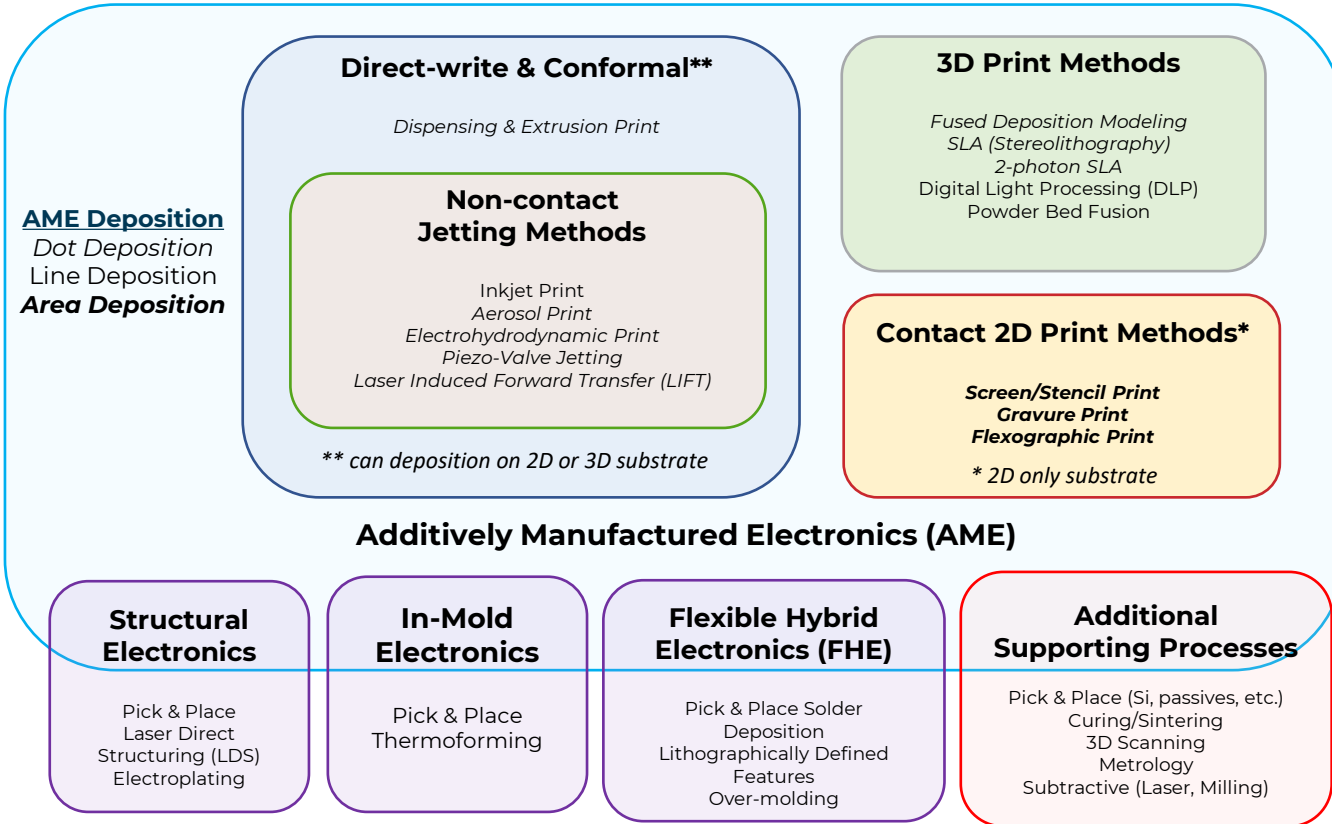 Direct-write & Conformal**
Dispensing & Extrusion Print
Non-contact
Jetting Methods
Inkjet Print
Aerosol Print
Electrohydrodynamic Print
Piezo-Valve Jetting
Laser Induced Forward Transfer (LIFT)
** can deposition on 2D or 3D substrate
3D Print Methods
Fused Deposition Modeling
SLA (Stereolithography)
2-photon SLA
Digital Light Processing (DLP)
Powder Bed Fusion
AME Deposition
Dot Deposition
Line Deposition
Area Deposition
Contact 2D Print Methods*
Screen/Stencil Print
Gravure Print
Flexographic Print
* 2D only substrate
Additively Manufactured Electronics (AME)
Structural
Electronics
Pick & Place
Laser Direct
Structuring (LDS)
Electroplating
In-Mold
Electronics
Pick & Place
Thermoforming
Flexible Hybrid
Electronics (FHE)
Pick & Place Solder
Deposition
Lithographically Defined
Features
Over-molding
Additional
Supporting Processes
Pick & Place (Si, passives, etc.)
Curing/Sintering
3D Scanning
Metrology
Subtractive (Laser, Milling)